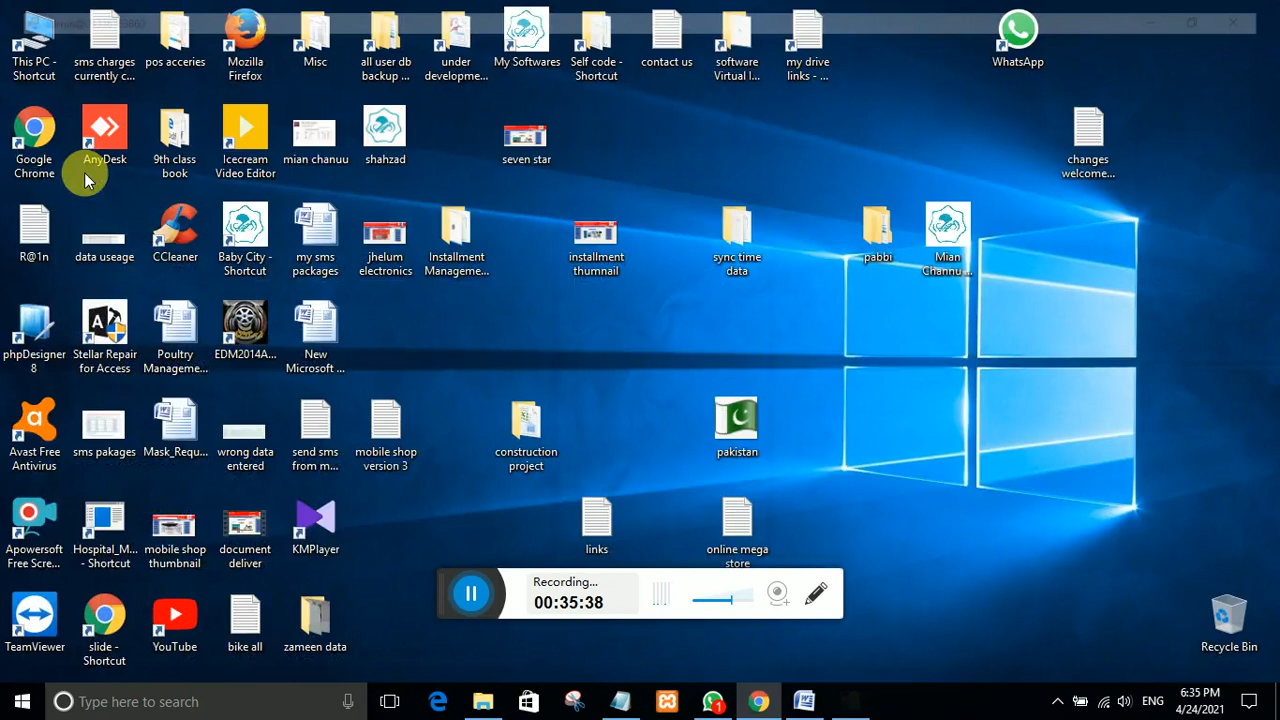 This PC -
Shortcut
sms charges
currently c...
pos acceries
Mozilla
Firefox
Misc
all user db
backup ...
under
developme...
My Softwares
Self code -
Shortcut
contact us
software
Virtual I...
my drive
links - ...
WhatsApp
Google
Chrome
AnyDesk
9th class
book
Icecream
Video Editor
mian chanuu
shahzad
seven star
changes
welcome...
R@1n
data useage
CCleaner
Baby City -
Shortcut
my sms
packages
jhelum
electronics
Installment
Manageme...
installment
thumnail
sync time
data
pabbi
Mian
Channu...
phpDesigner
8
Stellar Repair
for Access
Poultry
Manageme...
EDM2014A...
New
Microsoft ...
Avast Free
Antivirus
sms pakages
Mask_Requ...
wrong data
entered
send sms
from m...
mobile shop
version 3
construction
project
pakistan
Apowersoft
Free Scre...
Hospital_M...
- Shortcut
mobile shop
thumbnail
document
deliver
KMPlayer
links
online mega
store
Recording...
00:35:38
TeamViewer
slide -
Shortcut
YouTube
bike all
zameen data
Recycle Bin
Type here to search
1
ENG
6:35 PM
4/24/2021